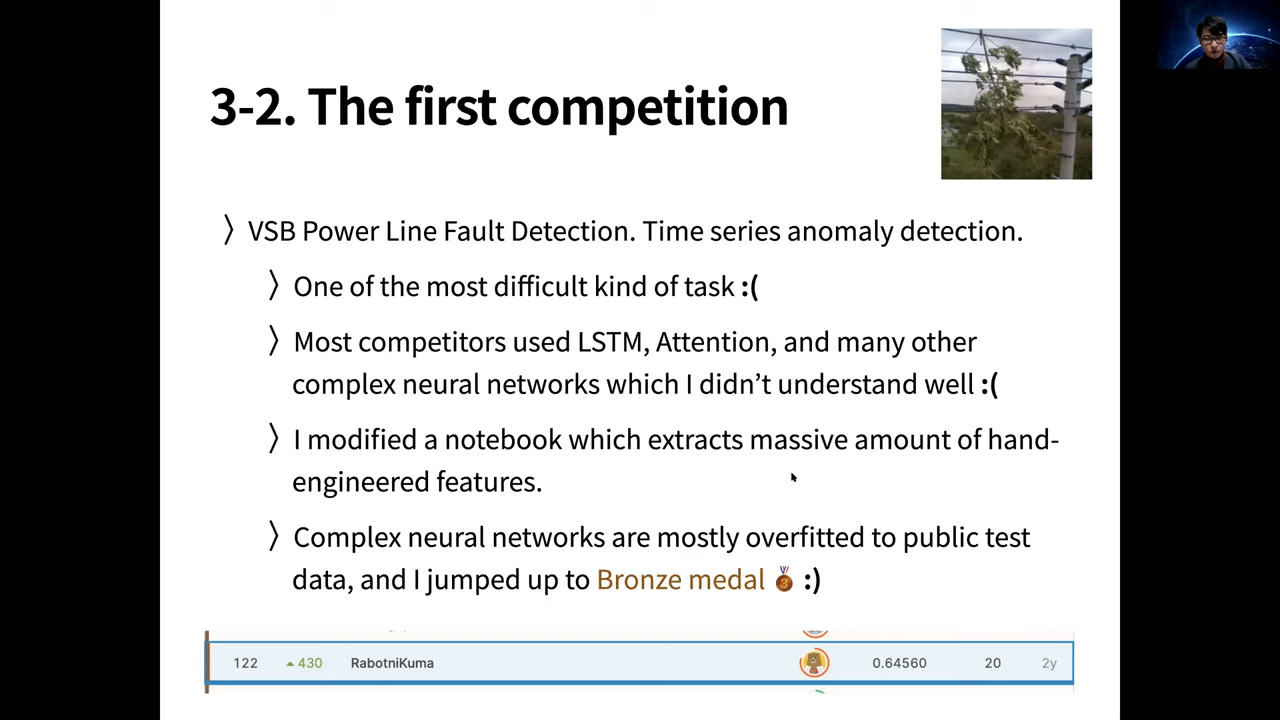 3-2. The first competition
〉VSB Power Line Fault Detection. Time series anomaly detection.
〉One of the most difficult kind of task :(
〉Most competitors used LSTM, Attention, and many other
complex neural networks which I didn’t understand well :(
〉I modified a notebook which extracts massive amount of hand-
engineered features.
〉Complex neural networks are mostly overfitted to public test
data, and I jumped up to Bronze medal 🥉 :)
122 ▲ 430 RabotniKuma 0.64560 20 2y